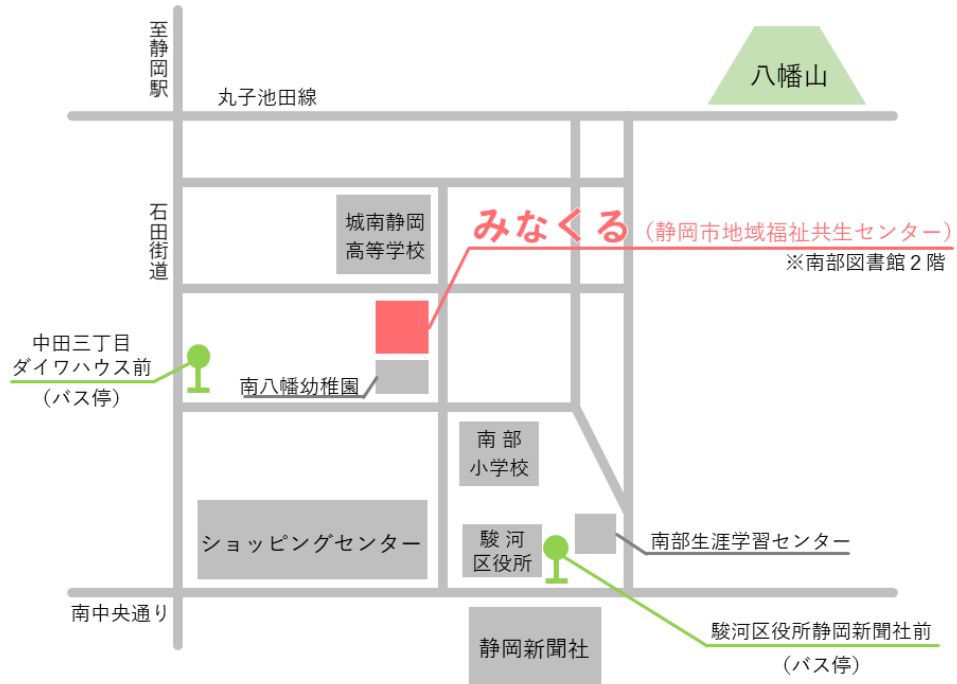 至静岡駅
丸子池田線
八幡山
石田街道
城南静岡
高等学校
みなくる（静岡市地域福祉共生センター）
※南部図書館２階
中田三丁目
ダイワハウス前
（バス停）
南八幡幼稚園
南 部
小学校
ショッピングセンター
駿 河
区役所
南部生涯学習センター
南中央通り
静岡新聞社
駿河区役所静岡新聞社前
（バス停）